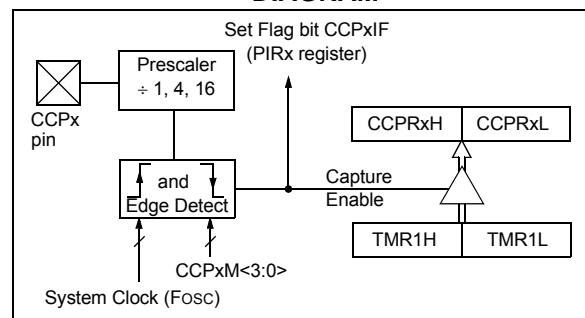 Set Flag bit CCPxIF
(PIRx register)
Prescaler
÷ 1, 4, 16
CCPx
pin
CCPRxH CCPRxL
and
Edge Detect
Capture
Enable
TMR1H TMR1L
CCPxM<3:0>
System Clock (FOSC)